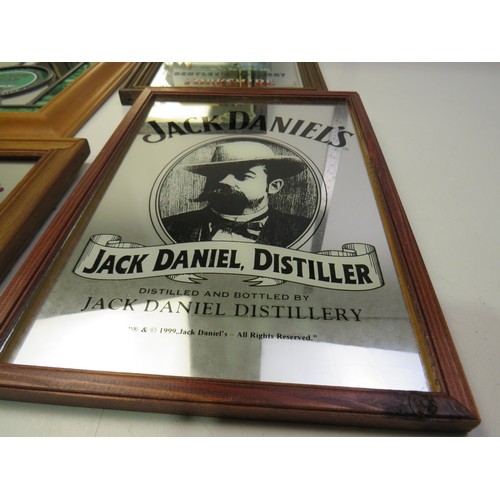 JACK DANIEL'S
JACK DANIEL, DISTILLER
DISTILLED AND BOTTLED BY
JACK DANIEL DISTILLERY
"® & © 1999..Jack Daniel's – All Rights Reserved."